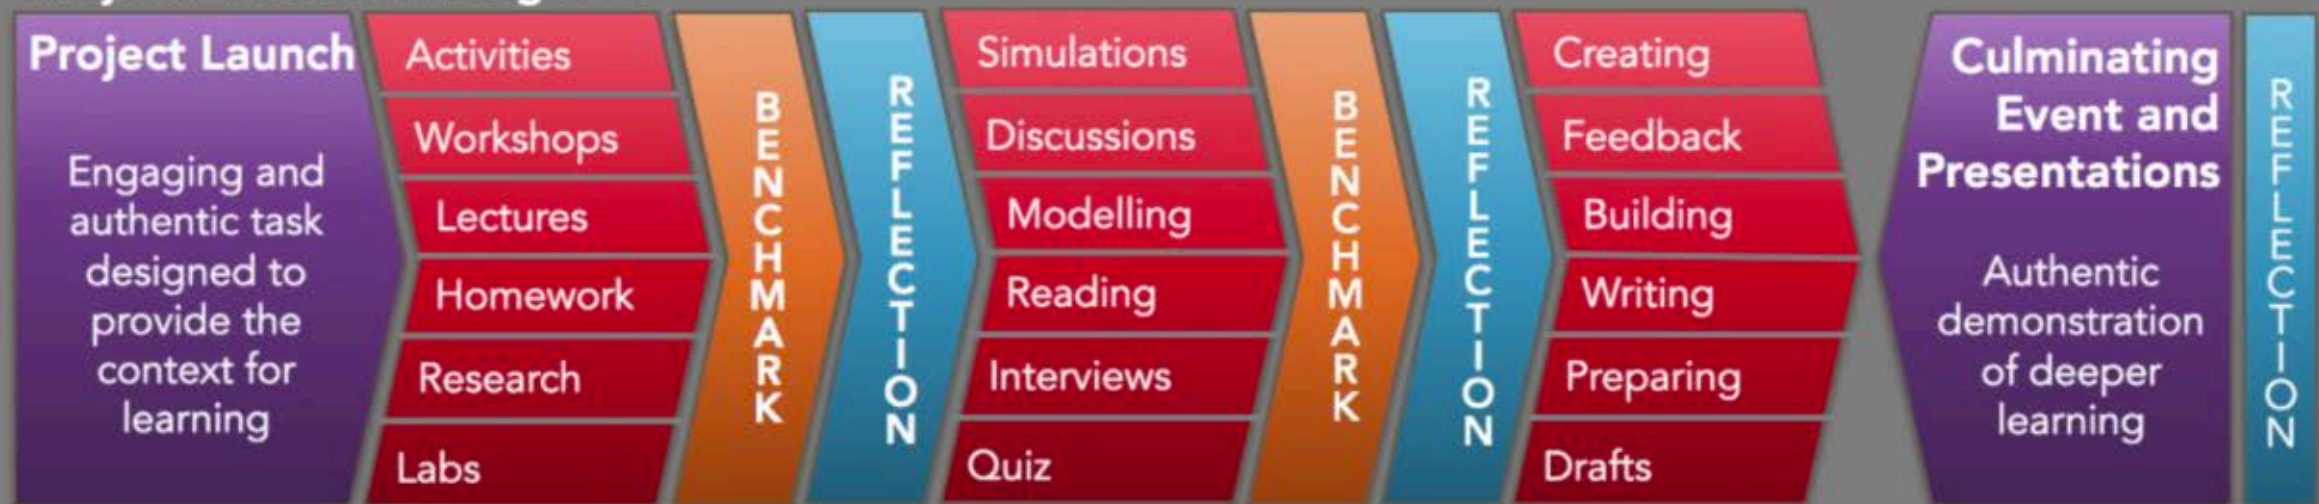 Project Launch
Engaging and
authentic task
designed to
provide the
context for
learning
Activities
Workshops
Lectures
Homework
Research
Labs
BENCHMARK
REFLECTION
Simulations
Discussions
Modelling
Reading
Interviews
Quiz
BENCHMARK
REFLECTION
Creating
Feedback
Building
Writing
Preparing
Drafts
Culminating
Event and
Presentations
Authentic
demonstration
of deeper
learning
REFLECTION